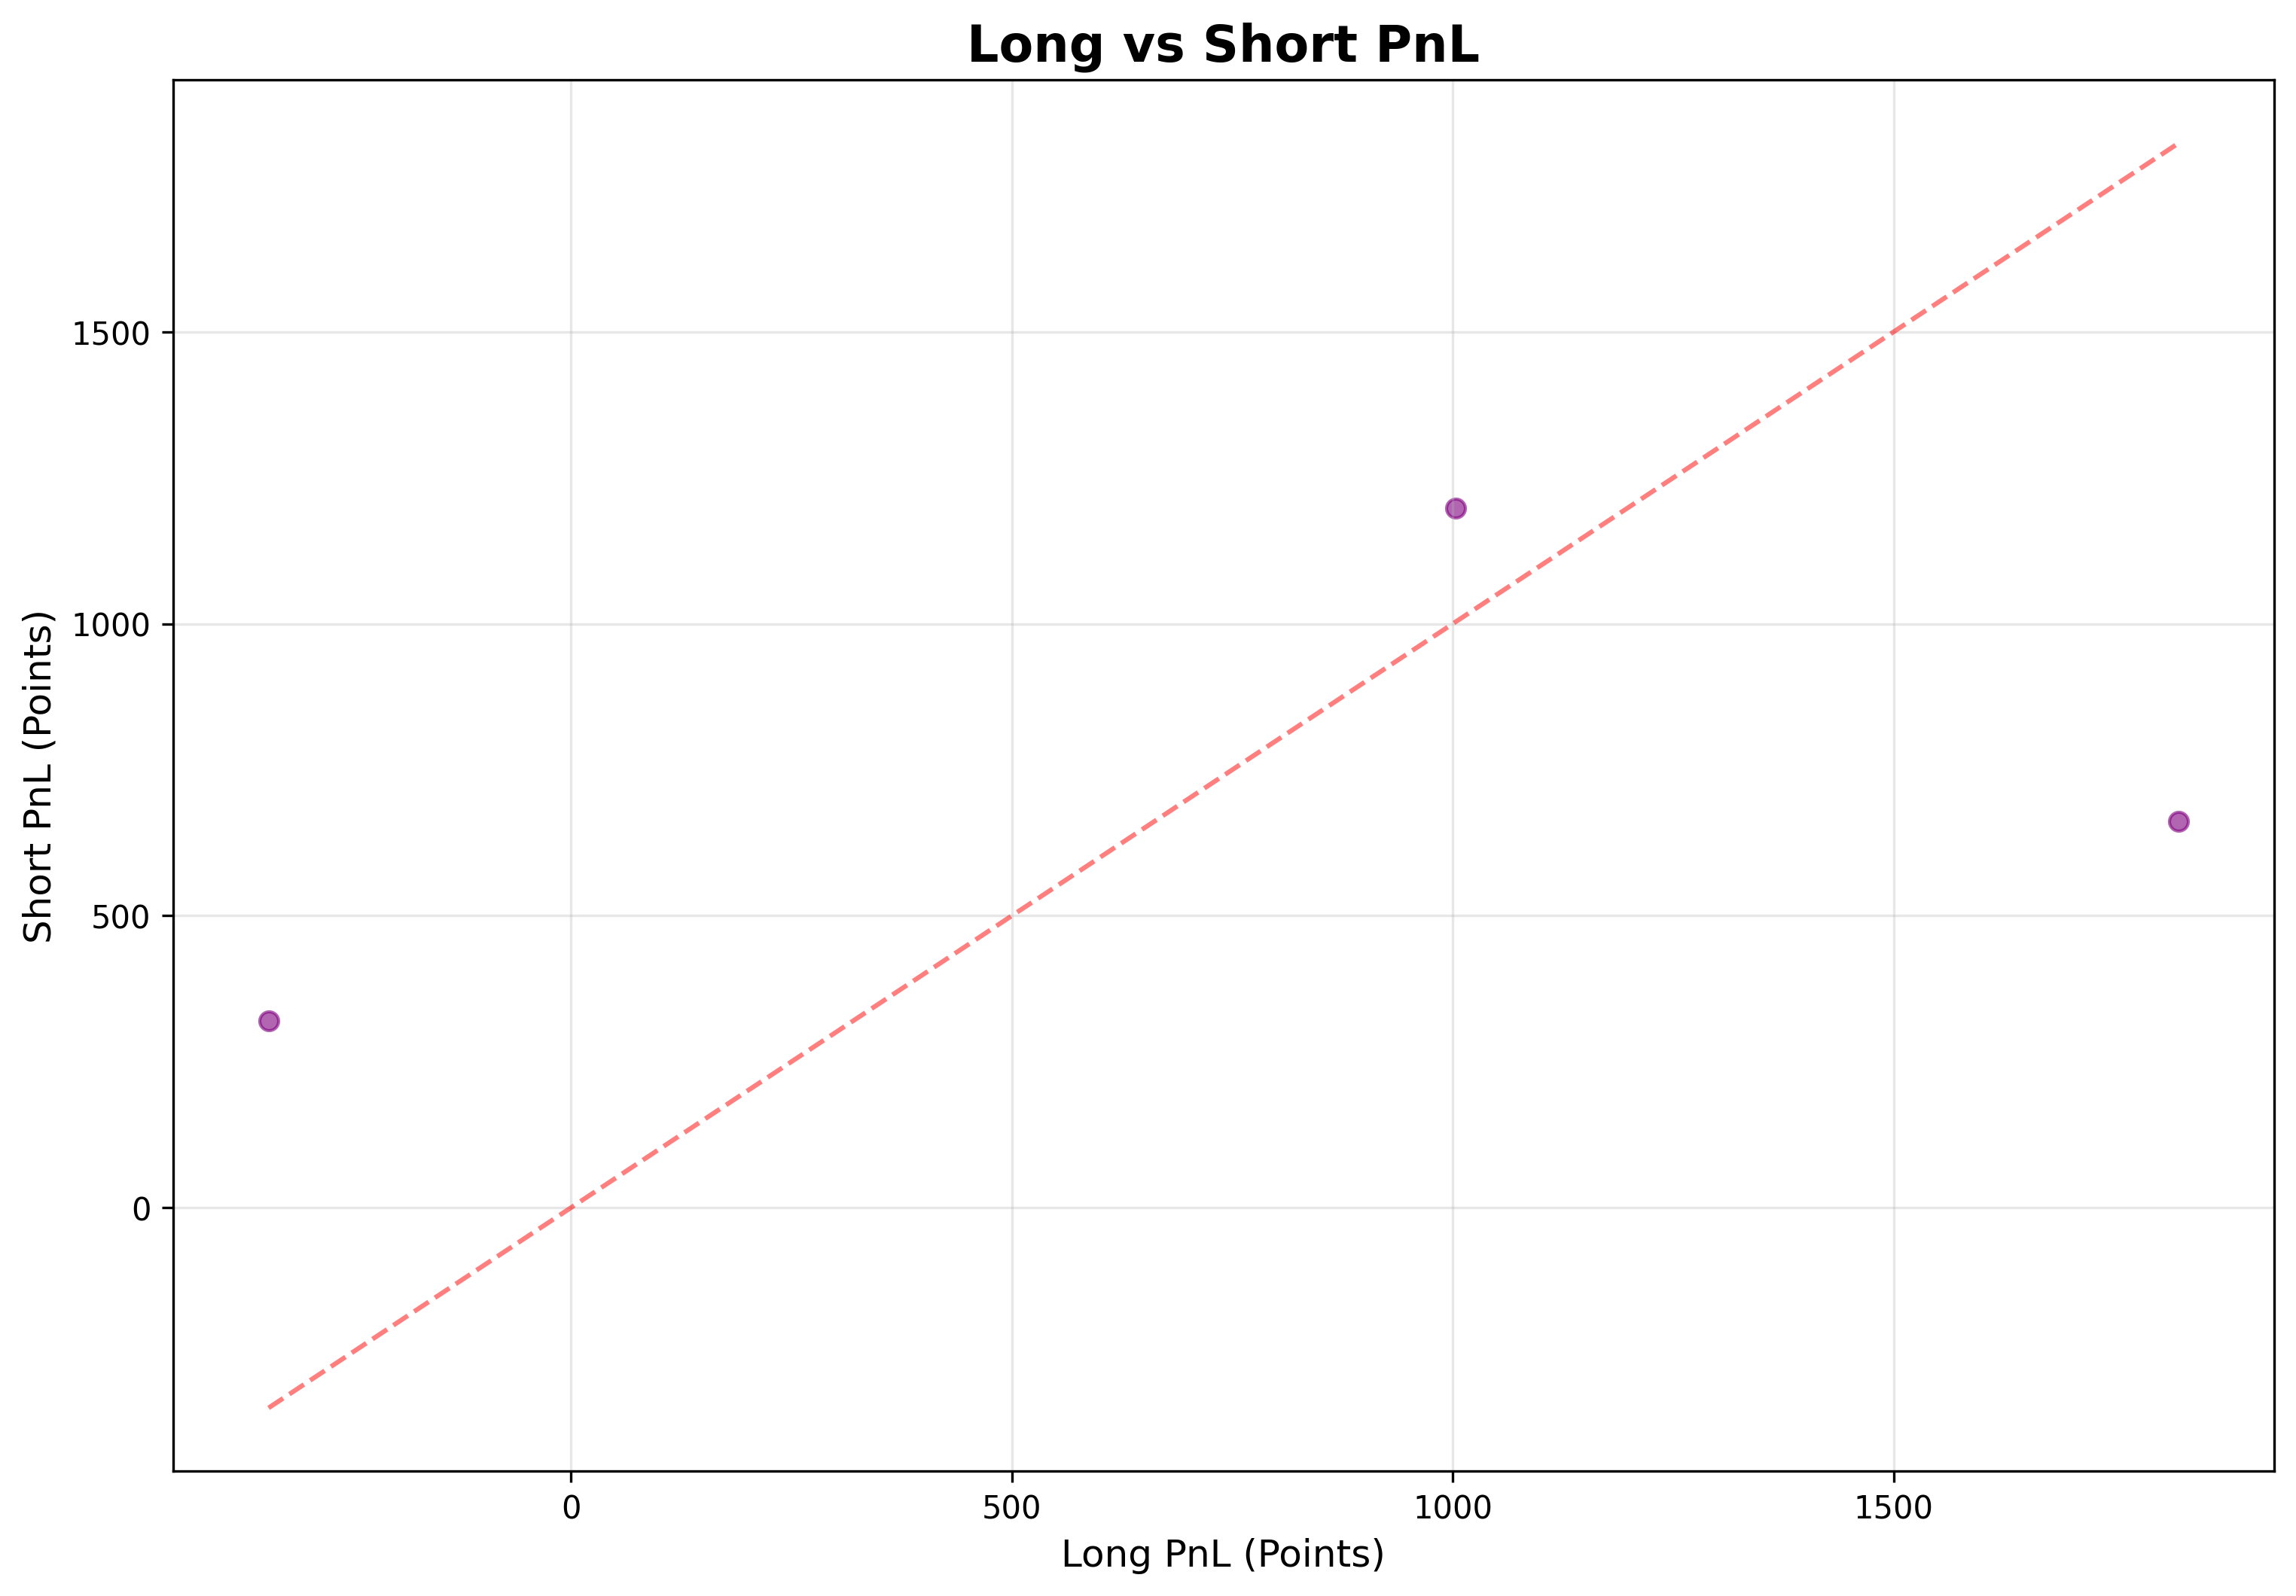 Long vs Short PnL
1500
1000
500
0
Short PnL (Points)
0 500 1000 1500
Long PnL (Points)